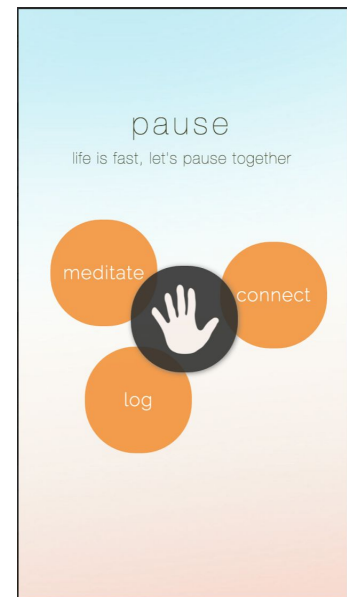 pause
life is fast, let's pause together
meditate
connect
log